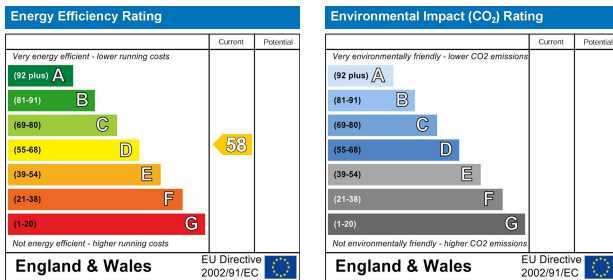 Energy Efficiency Rating
Current Potential
Very energy efficient - lower running costs
(92 plus) A
(81-91) B
(69-80) C
(55-68) D
58
(39-54) E
(21-38) F
(1-20) G
Not energy efficient - higher running costs
England & Wales
EU Directive
2002/91/EC
Environmental Impact (CO₂) Rating
Current Potential
Very environmentally friendly - lower CO2 emissions
(92 plus) A
(81-91) B
(69-80) C
(55-68) D
(39-54) E
(21-38) F
(1-20) G
Not environmentally friendly - higher CO2 emissions
England & Wales
EU Directive
2002/91/EC